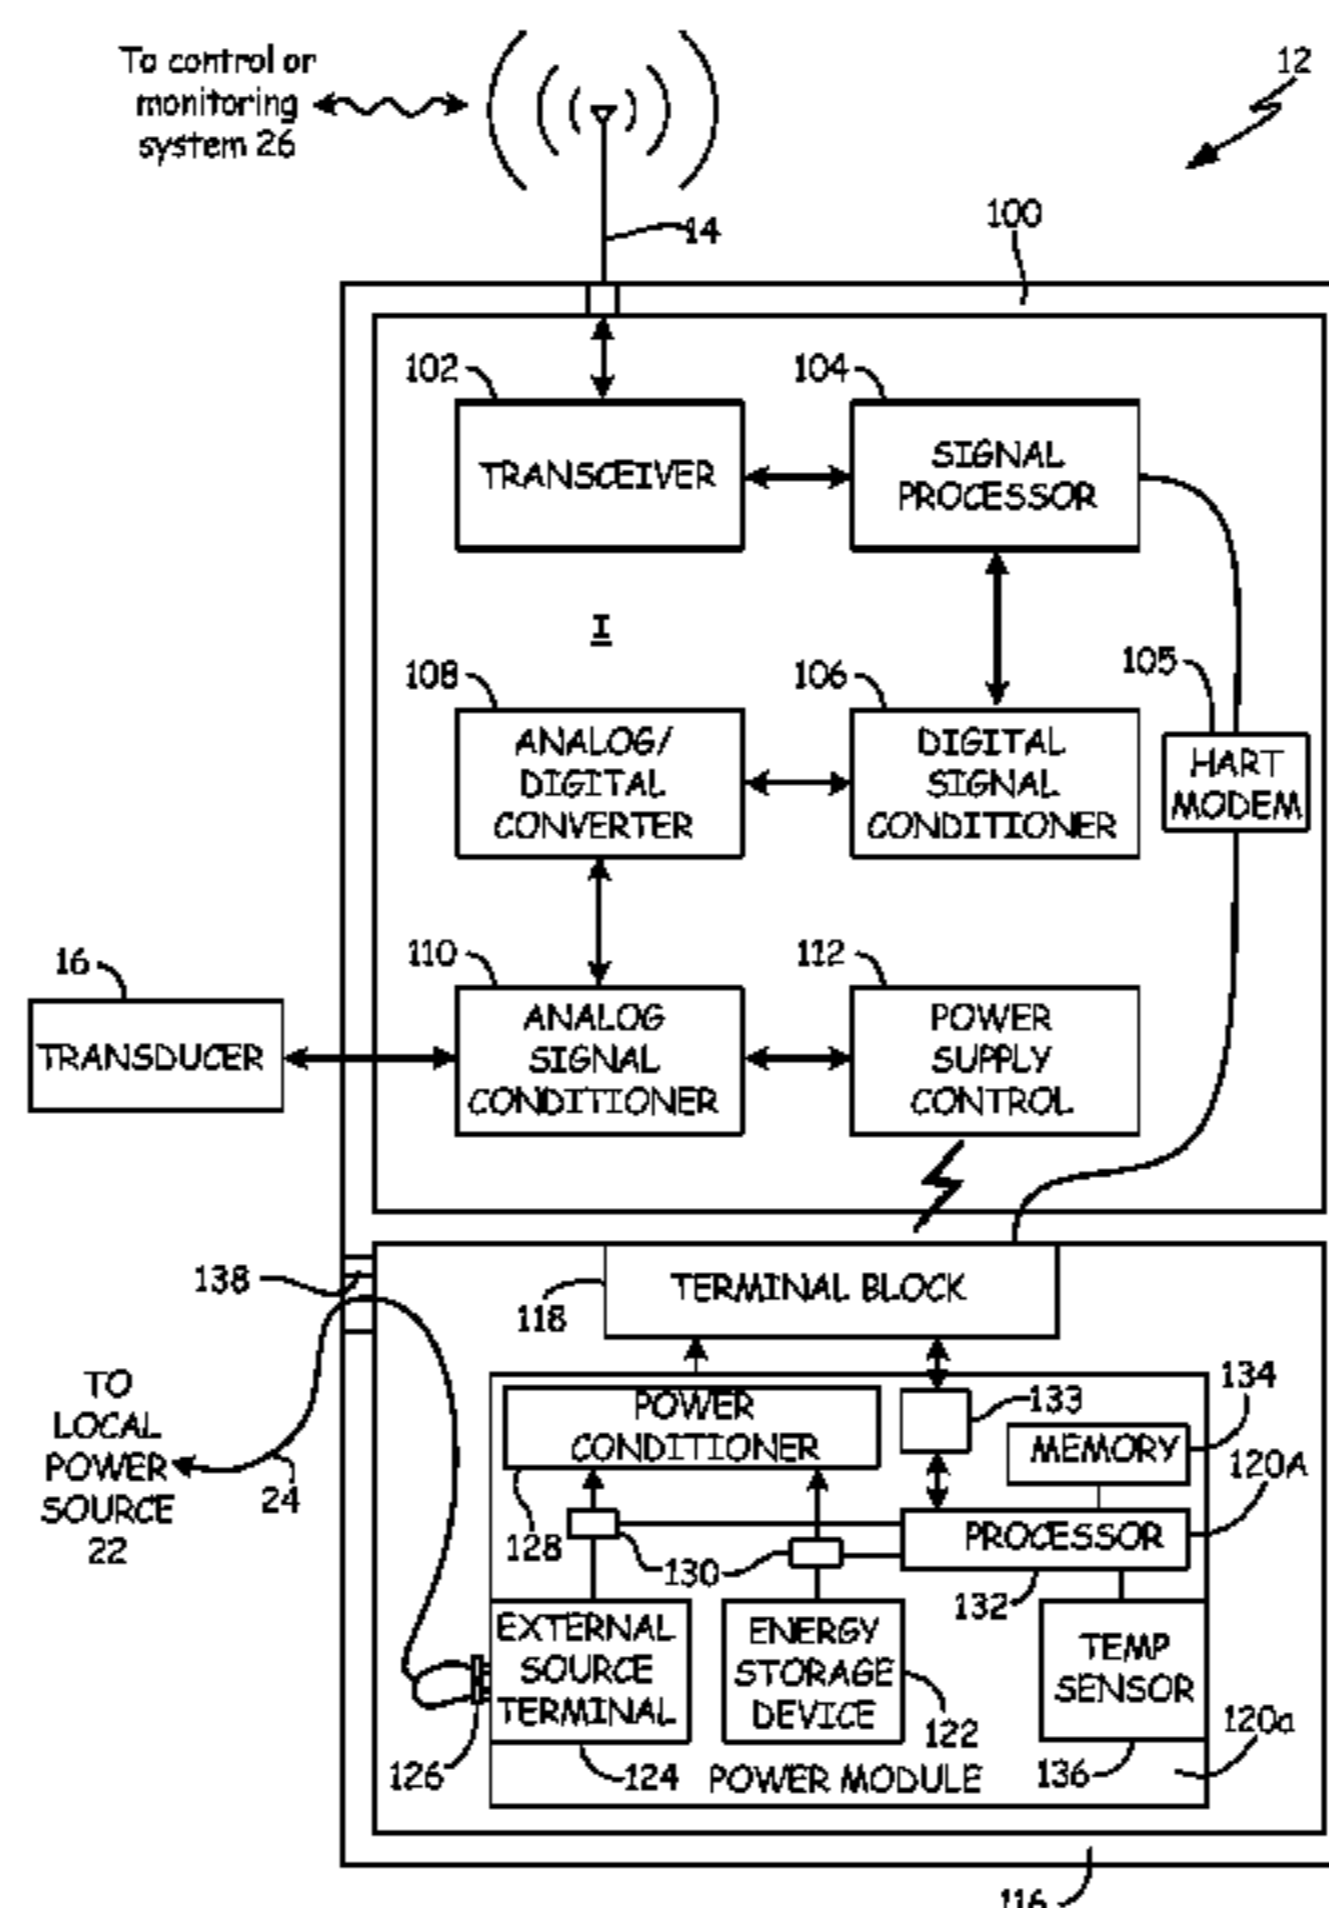 To control or
monitoring
system 26
12
14
100
102
104
TRANSCEIVER
SIGNAL
PROCESSOR
I
108
106
105
ANALOG/
DIGITAL
CONVERTER
DIGITAL
SIGNAL
CONDITIONER
HART
MODEM
16
110
112
TRANSDUCER
ANALOG
SIGNAL
CONDITIONER
POWER
SUPPLY
CONTROL
138
118
TERMINAL BLOCK
TO
LOCAL
POWER
SOURCE
22
24
POWER
CONDITIONER
133
134
MEMORY
120A
128
130
PROCESSOR
132
EXTERNAL
SOURCE
TERMINAL
ENERGY
STORAGE
DEVICE
TEMP
SENSOR
122
120a
126
124
POWER MODULE
136
116